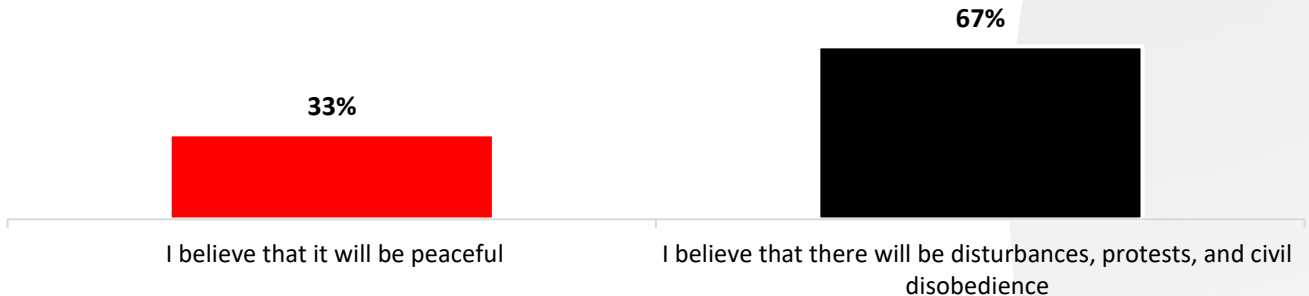 67%
33%
I believe that it will be peaceful
I believe that there will be disturbances, protests, and civil
disobedience